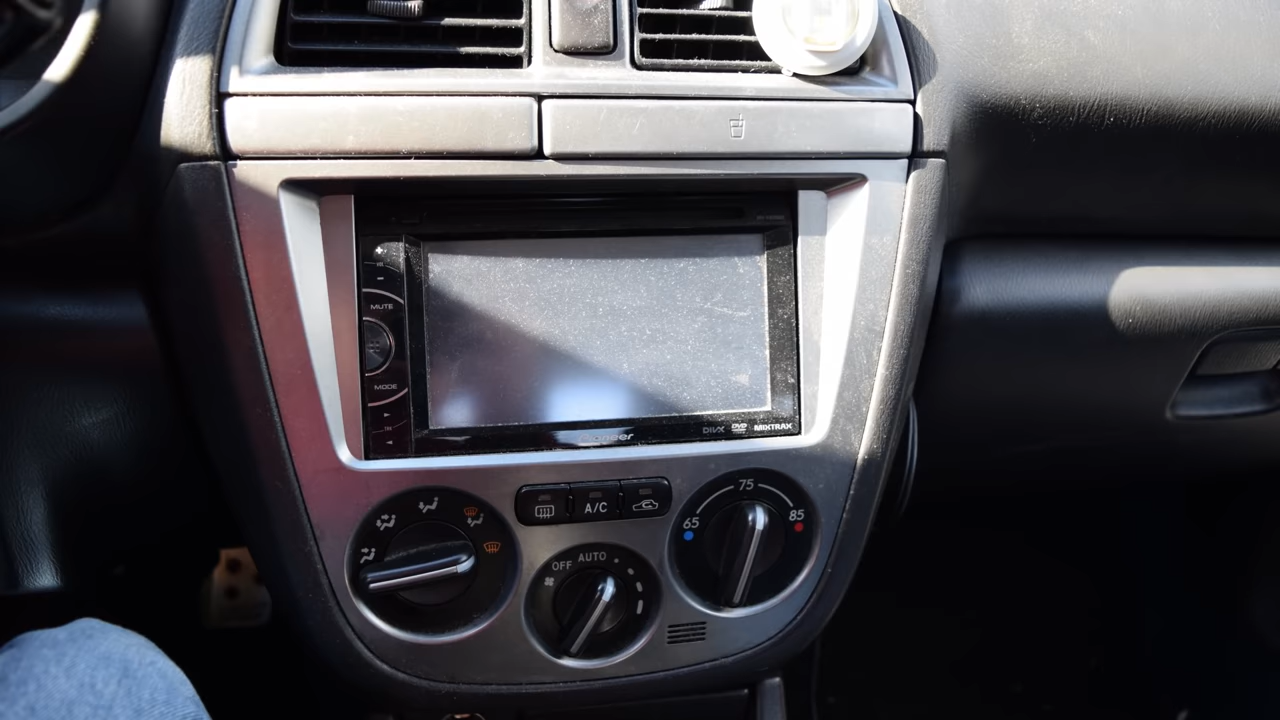 MUTE
MODE
Pioneer
DIVX
DVD
MIXTRAX
A/C
OFF AUTO
65
75
85